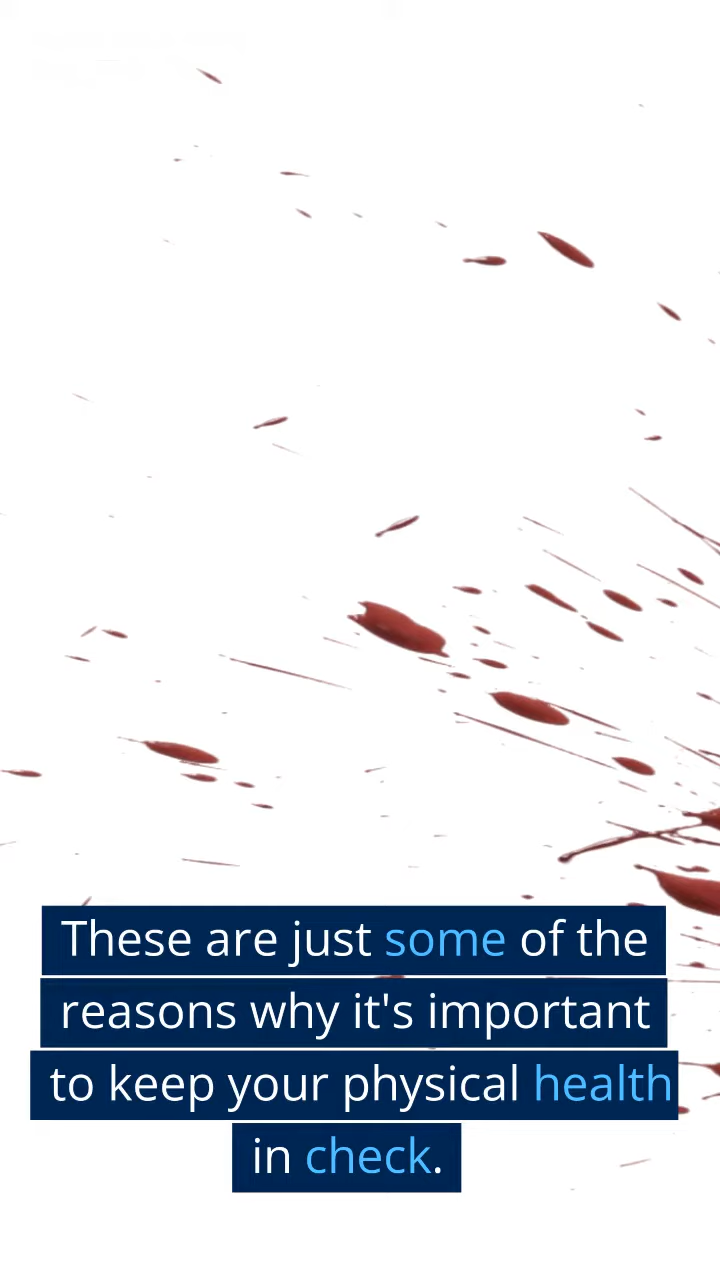 These are just some of the
reasons why it's important
to keep your physical health
in check.